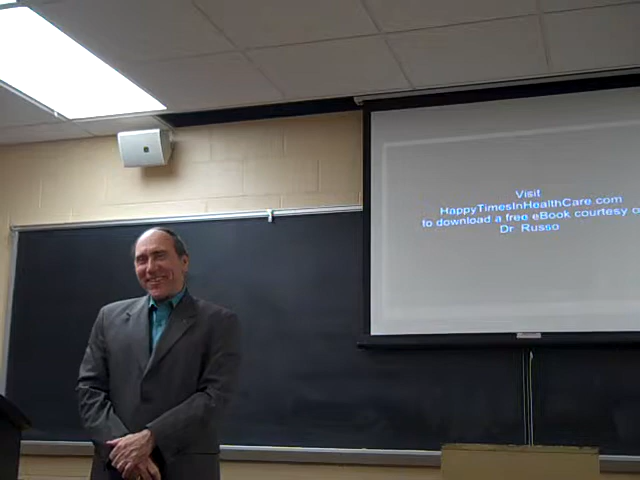 Visit
HappyTimesInHealthCare.com
to download a free eBook courtesy o
Dr. Russo